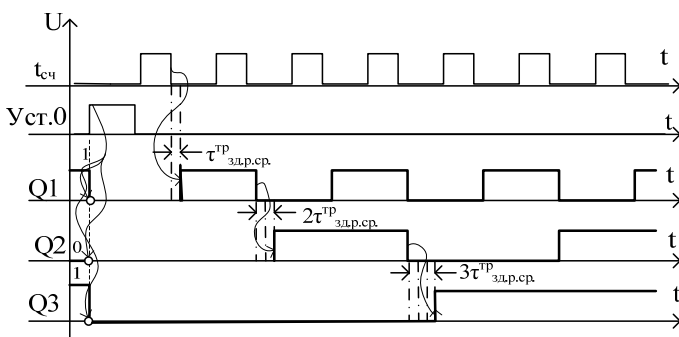 U
tсч t
Уст.0 t
1 τтрзд.р.ср.
Q1 t
2τтрзд.р.ср.
Q2 0 t
1 3τтрзд.р.ср.
Q3 t